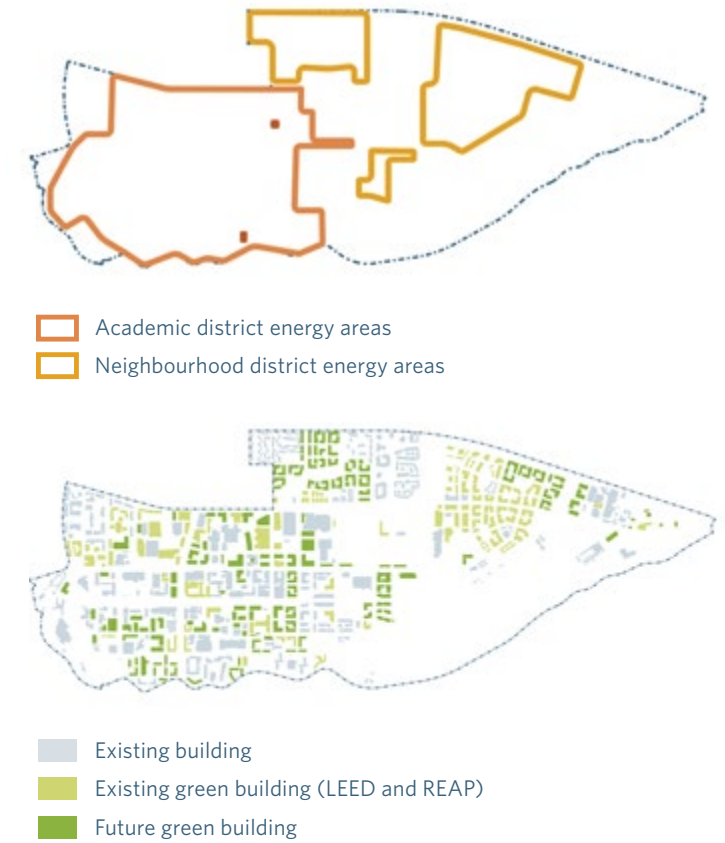 Academic district energy areas
Neighbourhood district energy areas
Existing building
Existing green building (LEED and REAP)
Future green building